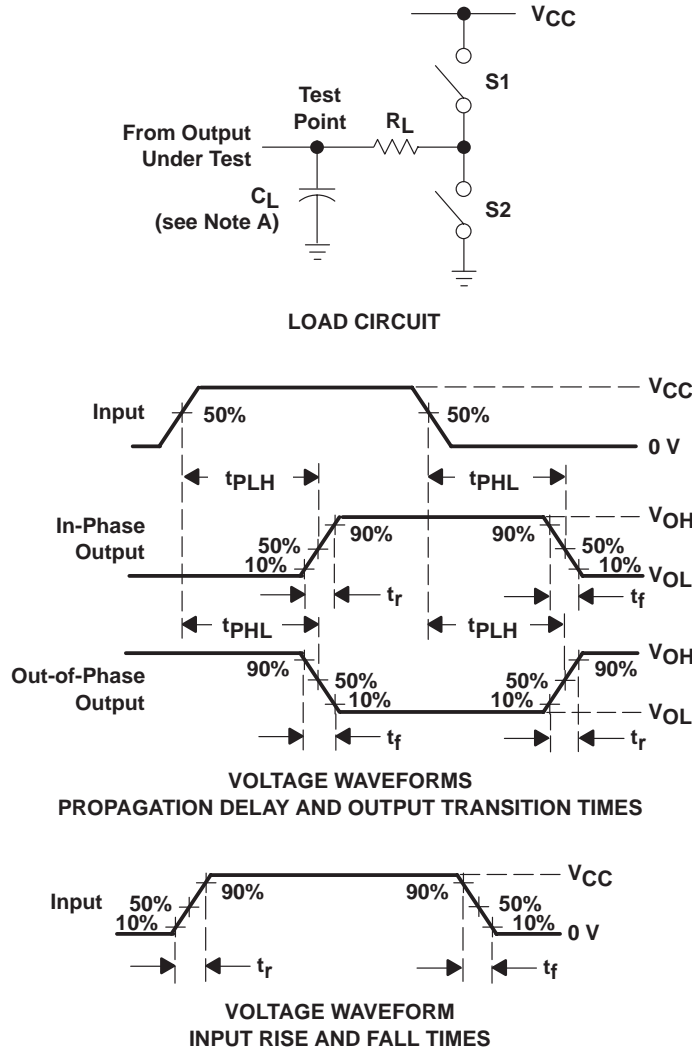 VCC
S1
Test
Point
RL
From Output
Under Test
CL
(see Note A)
S2
LOAD CIRCUIT
VCC
Input
50%
50%
0 V
tPLH
tPHL
In-Phase
Output
VOH
90%
90%
50%
50%
10%
10%
VOL
tr
tf
tPHL
tPLH
Out-of-Phase
Output
VOH
90%
90%
50%
50%
10%
10%
VOL
tf
tr
VOLTAGE WAVEFORMS
PROPAGATION DELAY AND OUTPUT TRANSITION TIMES
VCC
Input
90%
90%
50%
50%
10%
10%
0 V
tr
tf
VOLTAGE WAVEFORM
INPUT RISE AND FALL TIMES